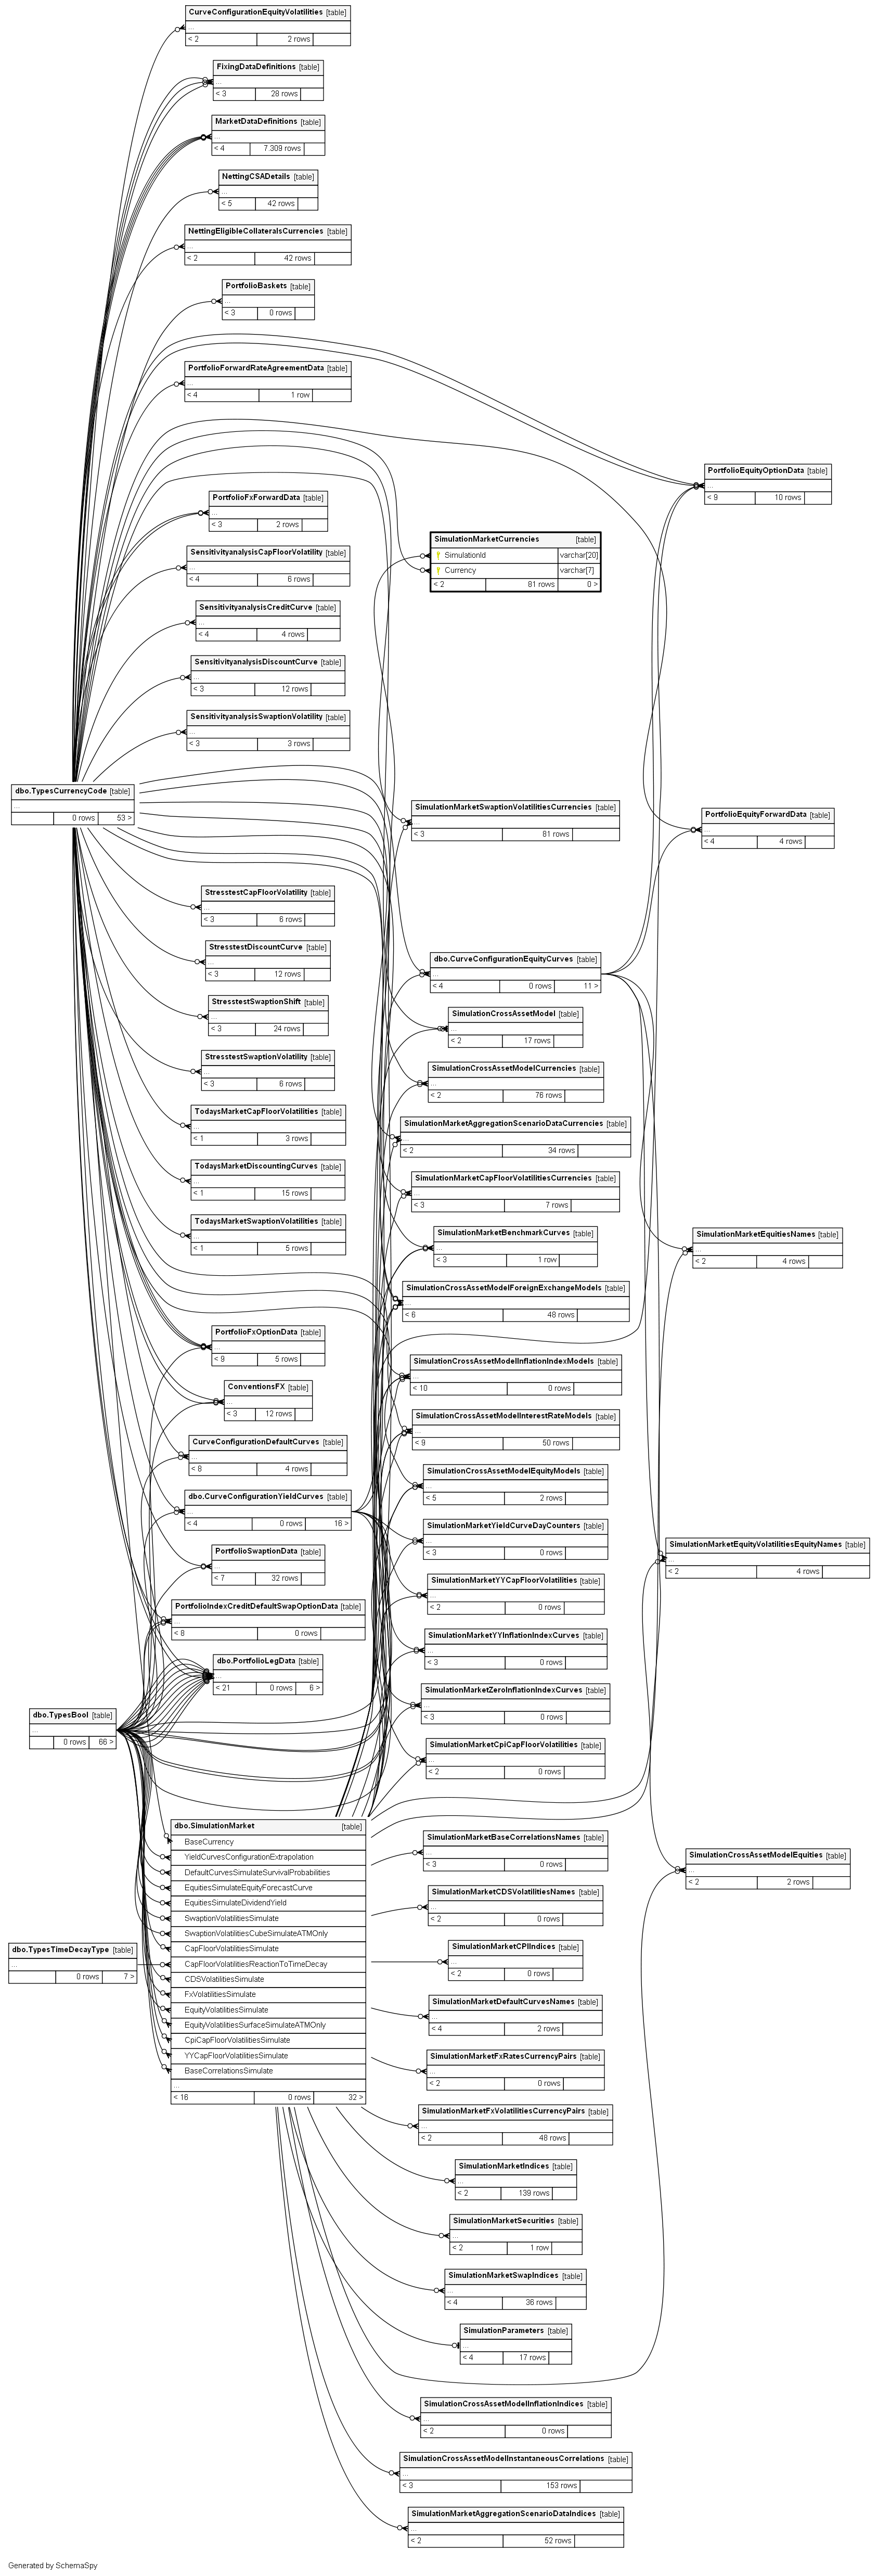 CurveConfigurationEquityVolatilities [table]
...
< 2 2 rows
FixingDataDefinitions [table]
...
< 3 28 rows
MarketDataDefinitions [table]
...
< 4 7.309 rows
NettingCSADetails [table]
...
< 5 42 rows
NettingEligibleCollateralsCurrencies [table]
...
< 2 42 rows
PortfolioBaskets [table]
...
< 3 0 rows
PortfolioForwardRateAgreementData [table]
...
< 4 1 row
PortfolioFxForwardData [table]
...
< 3 2 rows
SensitivityanalysisCapFloorVolatility [table]
...
< 4 6 rows
SensitivityanalysisCreditCurve [table]
...
< 4 4 rows
SensitivityanalysisDiscountCurve [table]
...
< 3 12 rows
SensitivityanalysisSwaptionVolatility [table]
...
< 3 3 rows
dbo.TypesCurrencyCode [table]
...
0 rows 53 >
StresstestCapFloorVolatility [table]
...
< 3 6 rows
StresstestDiscountCurve [table]
...
< 3 12 rows
StresstestSwaptionShift [table]
...
< 3 24 rows
StresstestSwaptionVolatility [table]
...
< 3 6 rows
TodaysMarketCapFloorVolatilities [table]
...
< 1 3 rows
TodaysMarketDiscountingCurves [table]
...
< 1 15 rows
TodaysMarketSwaptionVolatilities [table]
...
< 1 5 rows
PortfolioFxOptionData [table]
...
< 9 5 rows
ConventionsFX [table]
...
< 3 12 rows
CurveConfigurationDefaultCurves [table]
...
< 8 4 rows
dbo.CurveConfigurationYieldCurves [table]
...
< 4 0 rows 16 >
PortfolioSwaptionData [table]
...
< 7 32 rows
PortfolioIndexCreditDefaultSwapOptionData [table]
...
< 8 0 rows
dbo.PortfolioLegData [table]
...
< 21 0 rows 6 >
dbo.TypesBool [table]
...
0 rows 66 >
dbo.SimulationMarket [table]
BaseCurrency
YieldCurvesConfigurationExtrapolation
DefaultCurvesSimulateSurvivalProbabilities
EquitiesSimulateEquityForecastCurve
EquitiesSimulateDividendYield
SwaptionVolatilitiesSimulate
SwaptionVolatilitiesCubeSimulateATMOnly
CapFloorVolatilitiesSimulate
CapFloorVolatilitiesReactionToTimeDecay
CDSVolatilitiesSimulate
FxVolatilitiesSimulate
EquityVolatilitiesSimulate
EquityVolatilitiesSurfaceSimulateATMOnly
CpiCapFloorVolatilitiesSimulate
YYCapFloorVolatilitiesSimulate
BaseCorrelationsSimulate
...
< 16 0 rows 32 >
dbo.TypesTimeDecayType [table]
...
0 rows 7 >
SimulationMarketCurrencies [table]
SimulationId varchar[20]
Currency varchar[7]
< 2 81 rows 0 >
SimulationMarketSwaptionVolatilitiesCurrencies [table]
...
< 3 81 rows
dbo.CurveConfigurationEquityCurves [table]
...
< 4 0 rows 11 >
SimulationCrossAssetModel [table]
...
< 2 17 rows
SimulationCrossAssetModelCurrencies [table]
...
< 2 76 rows
SimulationMarketAggregationScenarioDataCurrencies [table]
...
< 2 34 rows
SimulationMarketCapFloorVolatilitiesCurrencies [table]
...
< 3 7 rows
SimulationMarketBenchmarkCurves [table]
...
< 3 1 row
SimulationCrossAssetModelForeignExchangeModels [table]
...
< 6 48 rows
SimulationCrossAssetModelInflationIndexModels [table]
...
< 10 0 rows
SimulationCrossAssetModelInterestRateModels [table]
...
< 9 50 rows
SimulationCrossAssetModelEquityModels [table]
...
< 5 2 rows
SimulationMarketYieldCurveDayCounters [table]
...
< 3 0 rows
SimulationMarketYYCapFloorVolatilities [table]
...
< 2 0 rows
SimulationMarketYYInflationIndexCurves [table]
...
< 3 0 rows
SimulationMarketZeroInflationIndexCurves [table]
...
< 3 0 rows
SimulationMarketCpiCapFloorVolatilities [table]
...
< 2 0 rows
SimulationMarketBaseCorrelationsNames [table]
...
< 3 0 rows
SimulationMarketCDSVolatilitiesNames [table]
...
< 2 0 rows
SimulationMarketCPIIndices [table]
...
< 2 0 rows
SimulationMarketDefaultCurvesNames [table]
...
< 4 2 rows
SimulationMarketFxRatesCurrencyPairs [table]
...
< 2 0 rows
SimulationMarketFxVolatilitiesCurrencyPairs [table]
...
< 2 48 rows
SimulationMarketIndices [table]
...
< 2 139 rows
SimulationMarketSecurities [table]
...
< 2 1 row
SimulationMarketSwapIndices [table]
...
< 4 36 rows
SimulationParameters [table]
...
< 4 17 rows
SimulationCrossAssetModelInflationIndices [table]
...
< 2 0 rows
SimulationCrossAssetModelInstantaneousCorrelations [table]
...
< 3 153 rows
SimulationMarketAggregationScenarioDataIndices [table]
...
< 2 52 rows
PortfolioEquityOptionData [table]
...
< 9 10 rows
PortfolioEquityForwardData [table]
...
< 4 4 rows
SimulationMarketEquitiesNames [table]
...
< 2 4 rows
SimulationMarketEquityVolatilitiesEquityNames [table]
...
< 2 4 rows
SimulationCrossAssetModelEquities [table]
...
< 2 2 rows
Generated by SchemaSpy